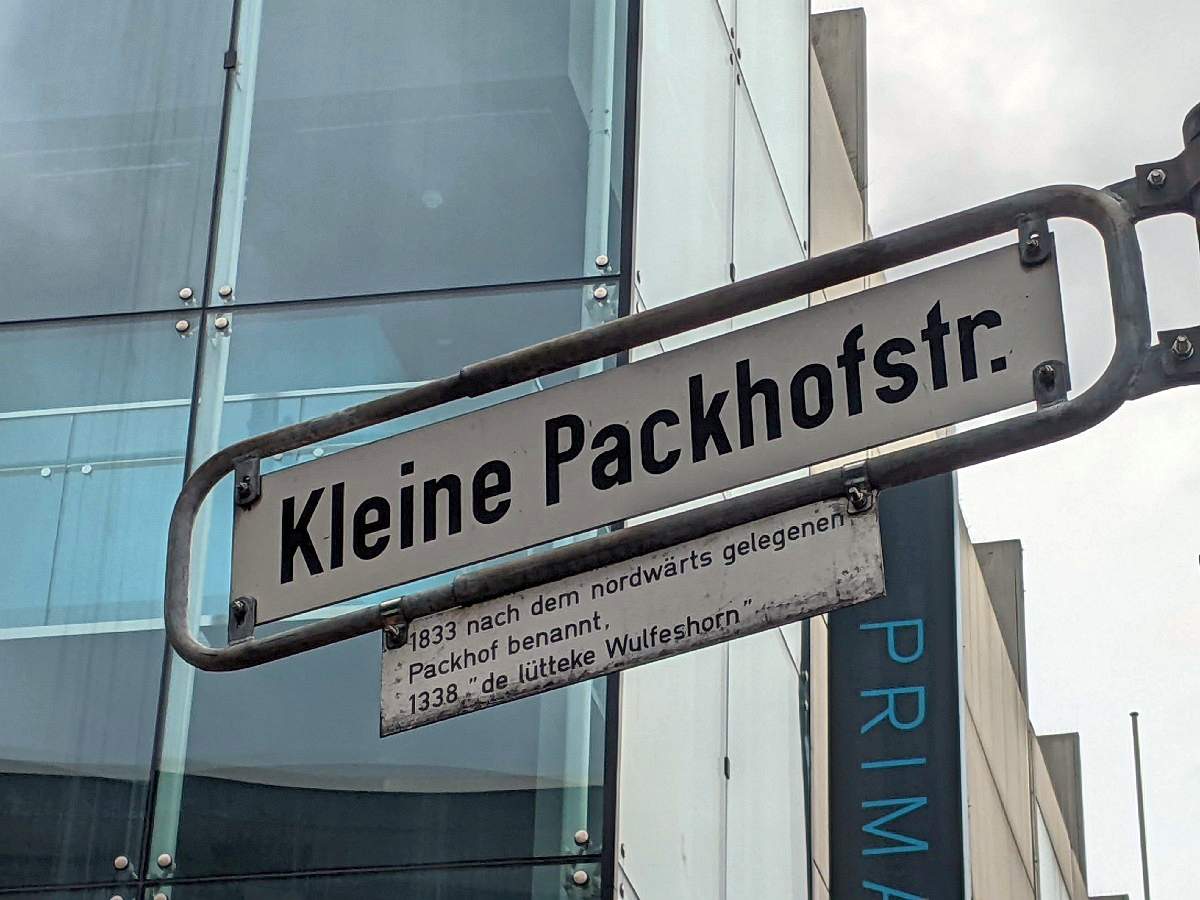 Kleine Packhofstr.
1833 nach dem nordwärts gelegenen
Packhof benannt,
1338 "de lütteke Wulfeshorn"
PRIMA